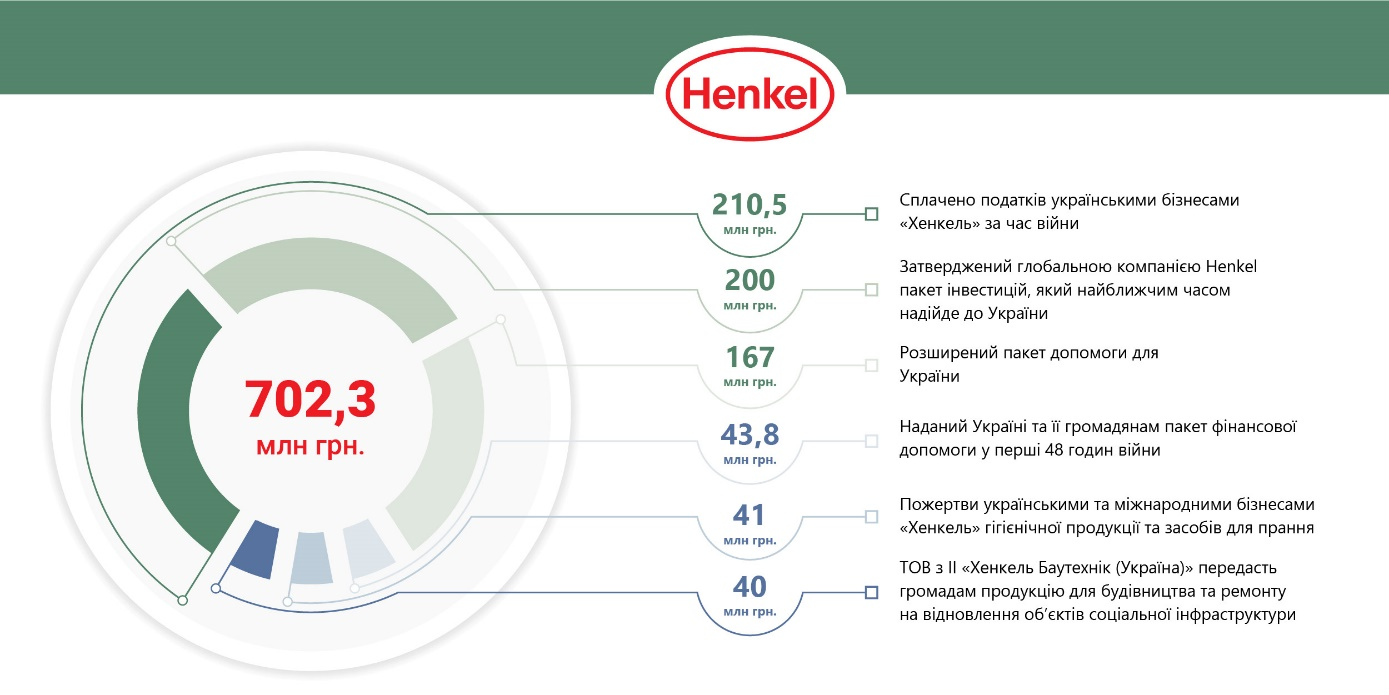 Henkel
702,3
млн грн.
210,5
млн грн.
Сплачено податків українськими бізнесами
«Хенкель» за час війни
200
млн грн.
Затверджений глобальною компанією Henkel
пакет інвестицій, який найближчим часом
надійде до України
167
млн грн.
Розширений пакет допомоги для
України
43,8
млн грн.
Наданий Україні та її громадянам пакет фінансової
допомоги у перші 48 годин війни
41
млн грн.
Пожертви українськими та міжнародними бізнесами
«Хенкель» гігієнічної продукції та засобів для прання
40
млн грн.
ТОВ з ІІ «Хенкель Баутехнік (Україна)» передасть
громадам продукцію для будівництва та ремонту
на відновлення об’єктів соціальної інфраструктури